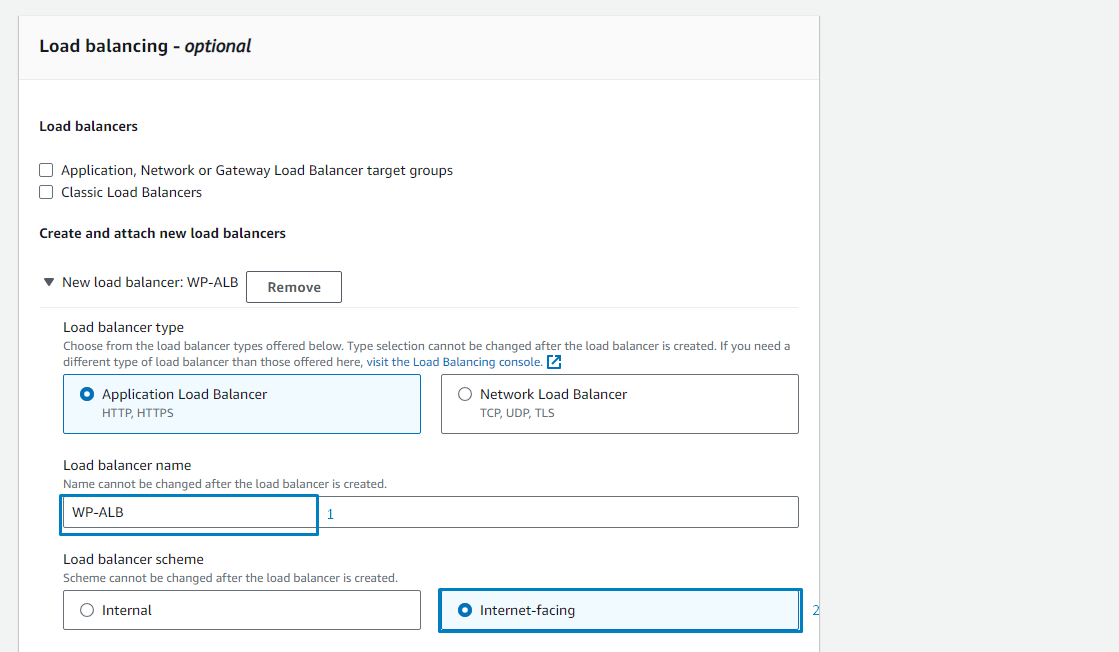 Load balancing - optional
Load balancers
Application, Network or Gateway Load Balancer target groups
Classic Load Balancers
Create and attach new load balancers
New load balancer: WP-ALB
Remove
Load balancer type
Choose from the load balancer types offered below. Type selection cannot be changed after the load balancer is created. If you need a
different type of load balancer than those offered here, visit the Load Balancing console.
Application Load Balancer
HTTP, HTTPS
Network Load Balancer
TCP, UDP, TLS
Load balancer name
Name cannot be changed after the load balancer is created.
WP-ALB
1
Load balancer scheme
Scheme cannot be changed after the load balancer is created.
Internal
Internet-facing
2